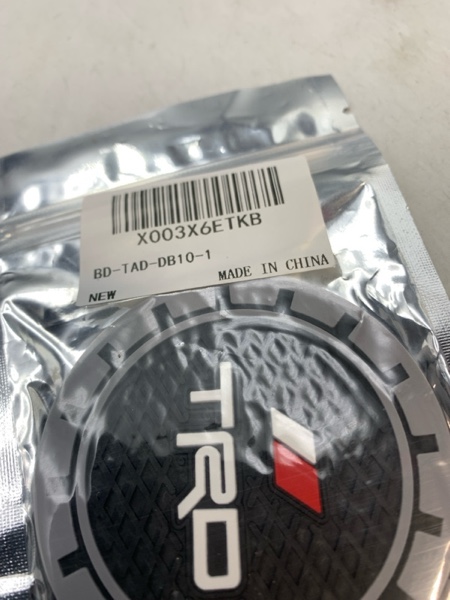 X003X6ETKB
BD-TAD-DB10-1
MADE IN CHINA
NEW
TRD